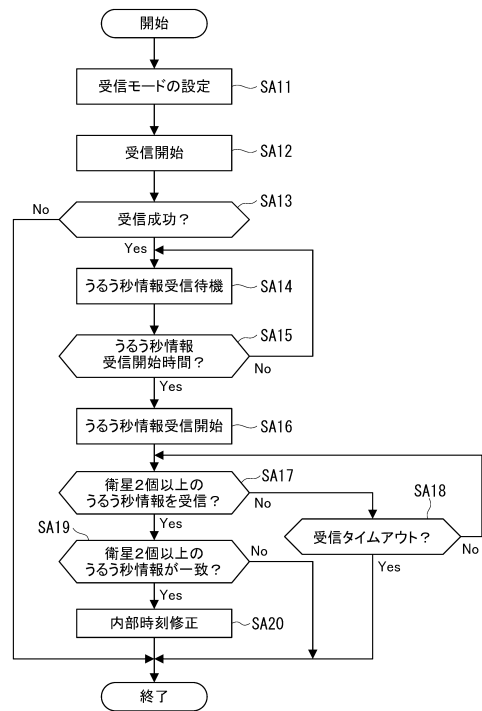 開始
受信モードの設定
SA11
受信開始
SA12
SA13
受信成功？
No
Yes
うるう秒情報受信待機
SA14
SA15
うるう秒情報
受信開始時間？
No
Yes
うるう秒情報受信開始
SA16
SA17
衛星２個以上の
うるう秒情報を受信？
No
Yes
SA18
受信タイムアウト？
No
Yes
SA19
衛星２個以上の
うるう秒情報が一致？
No
Yes
内部時刻修正
SA20
終了